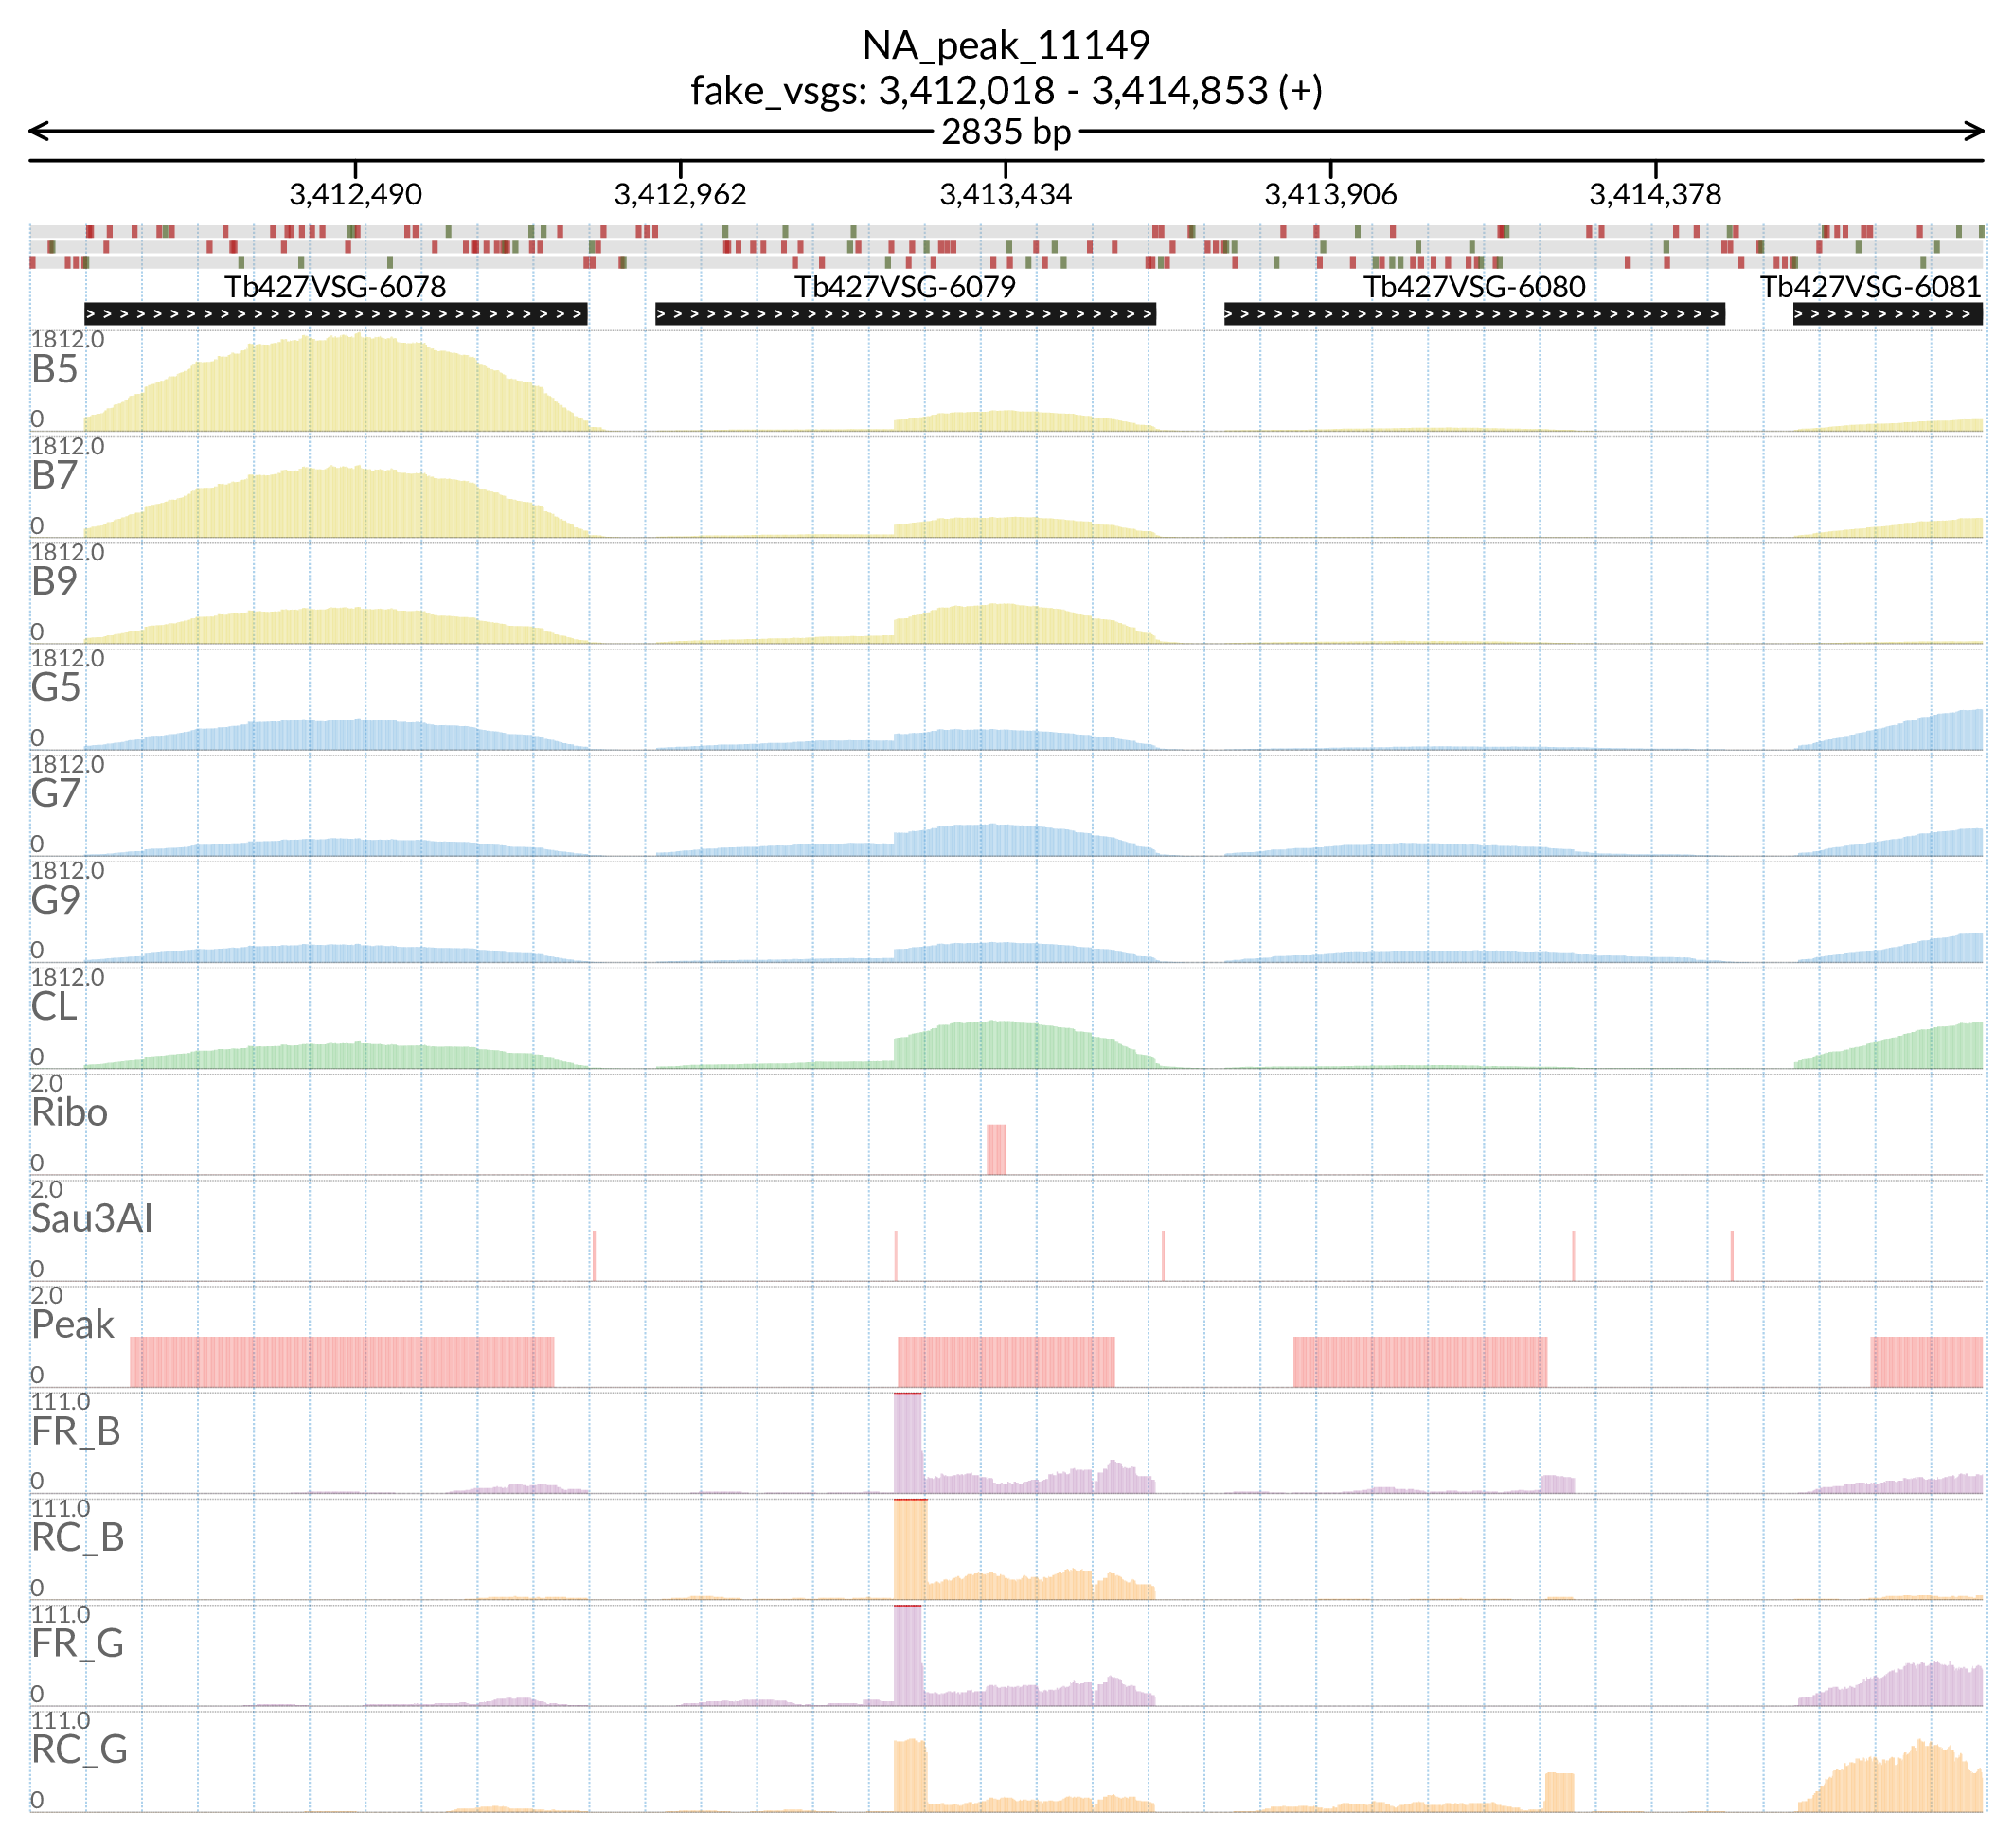 NA_peak_11149
fake_vsgs: 3,412,018 - 3,414,853 (+)
2835 bp
3,412,490 3,412,962 3,413,434 3,413,906 3,414,378
Tb427VSG-6078 Tb427VSG-6079 Tb427VSG-6080 Tb427VSG-6081
1812.0
B5
0
1812.0
B7
0
1812.0
B9
0
1812.0
G5
0
1812.0
G7
0
1812.0
G9
0
1812.0
CL
0
2.0
Ribo
0
2.0
Sau3AI
0
2.0
Peak
0
111.0
FR_B
0
111.0
RC_B
0
111.0
FR_G
0
111.0
RC_G
0